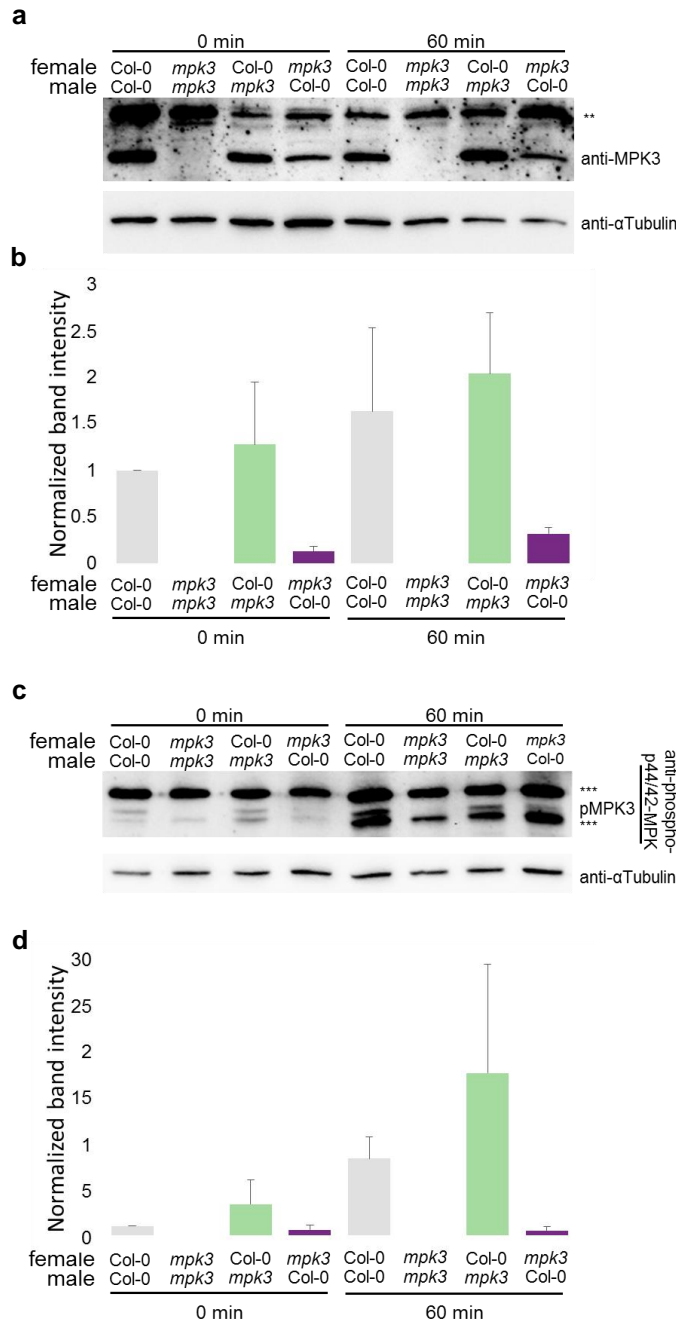 a
0 min 60 min
female Col-0 mpk3 Col-0 mpk3 Col-0 mpk3 Col-0 mpk3
male Col-0 mpk3 mpk3 Col-0 Col-0 mpk3 mpk3 Col-0
**
anti-MPK3
anti-αTubulin
b
Normalized band intensity
3
2.5
2
1.5
1
0.5
0
female Col-0 mpk3 Col-0 mpk3 Col-0 mpk3 Col-0 mpk3
male Col-0 mpk3 mpk3 Col-0 Col-0 mpk3 mpk3 Col-0
0 min 60 min
c
0 min 60 min
female Col-0 mpk3 Col-0 mpk3 Col-0 mpk3 Col-0 mpk3
male Col-0 mpk3 mpk3 Col-0 Col-0 mpk3 mpk3 Col-0
***
pMPK3
***
anti-phospho-
p44/42-MPK
anti-αTubulin
d
Normalized band intensity
30
25
2
15
1
5
0
female Col-0 mpk3 Col-0 mpk3 Col-0 mpk3 Col-0 mpk3
male Col-0 mpk3 mpk3 Col-0 Col-0 mpk3 mpk3 Col-0
0 min 60 min